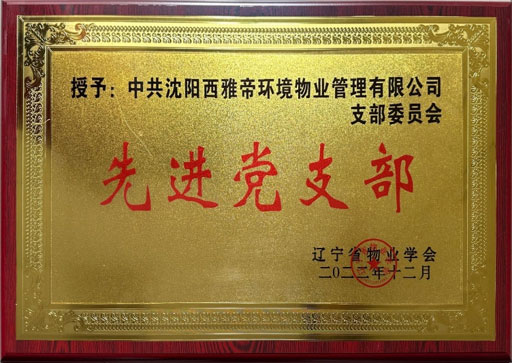 授予：中共沈阳西雅帝环境物业管理有限公司
支部委员会
先进党支部
辽宁省物业学会
二〇二二年十二月